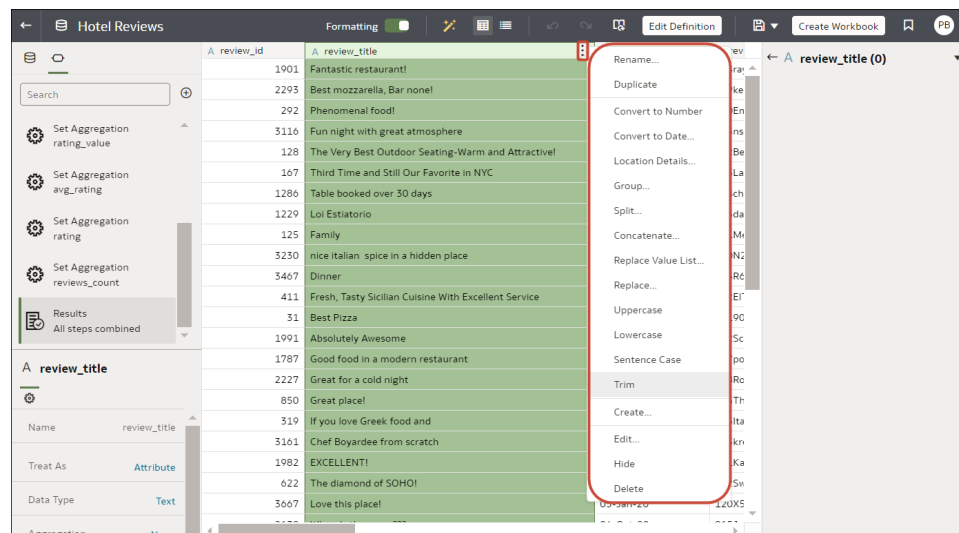 Hotel Reviews
Formatting
Edit Definition
Create Workbook
PB
Search
Set Aggregation
rating_value
Set Aggregation
avg_rating
Set Aggregation
rating
Set Aggregation
reviews_count
Results
All steps combined
A review_title
Name review_title
Treat As Attribute
Data Type Text
A review_id A review_title
1901 Fantastic restaurant!
2293 Best mozzarella, Bar none!
292 Phenomenal food!
3116 Fun night with great atmosphere
128 The Very Best Outdoor Seating-Warm and Attractive!
167 Third Time and Still Our Favorite in NYC
1286 Table booked over 30 days
1229 Loi Estiatorio
125 Family
3230 nice italian spice in a hidden place
3467 Dinner
411 Fresh, Tasty Sicilian Cuisine With Excellent Service
31 Best Pizza
1991 Absolutely Awesome
1787 Good food in a modern restaurant
2227 Great for a cold night
850 Great place!
319 If you love Greek food and
3161 Chef Boyardee from scratch
1982 EXCELLENT!
622 The diamond of SOHO!
3667 Love this place!
Rename...
Duplicate
Convert to Number
Convert to Date...
Location Details...
Group...
Split...
Concatenate...
Replace Value List...
Replace...
Uppercase
Lowercase
Sentence Case
Trim
Create...
Edit...
Hide
Delete
A review_title (0)